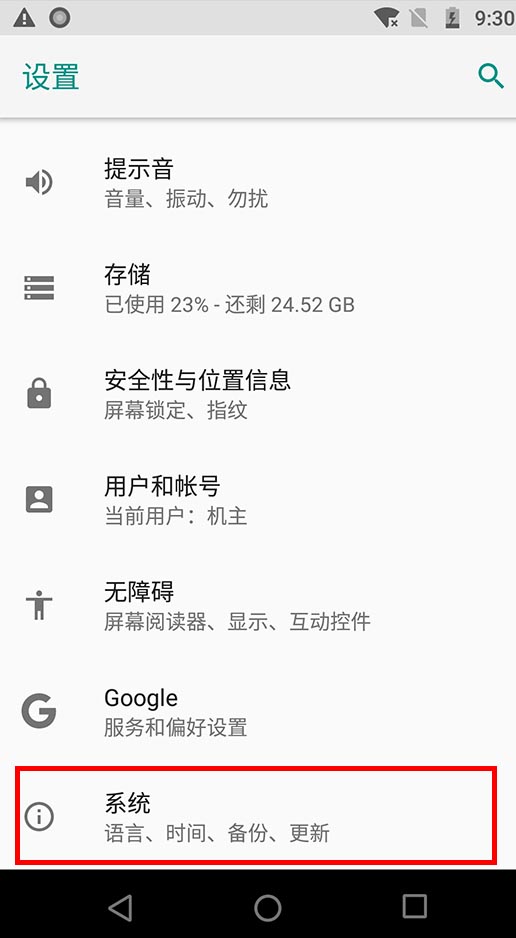 9:30
设置
提示音
音量、振动、勿扰
存储
已使用 23% - 还剩 24.52 GB
安全性与位置信息
屏幕锁定、指纹
用户和帐号
当前用户：机主
无障碍
屏幕阅读器、显示、互动控件
Google
服务和偏好设置
系统
语言、时间、备份、更新